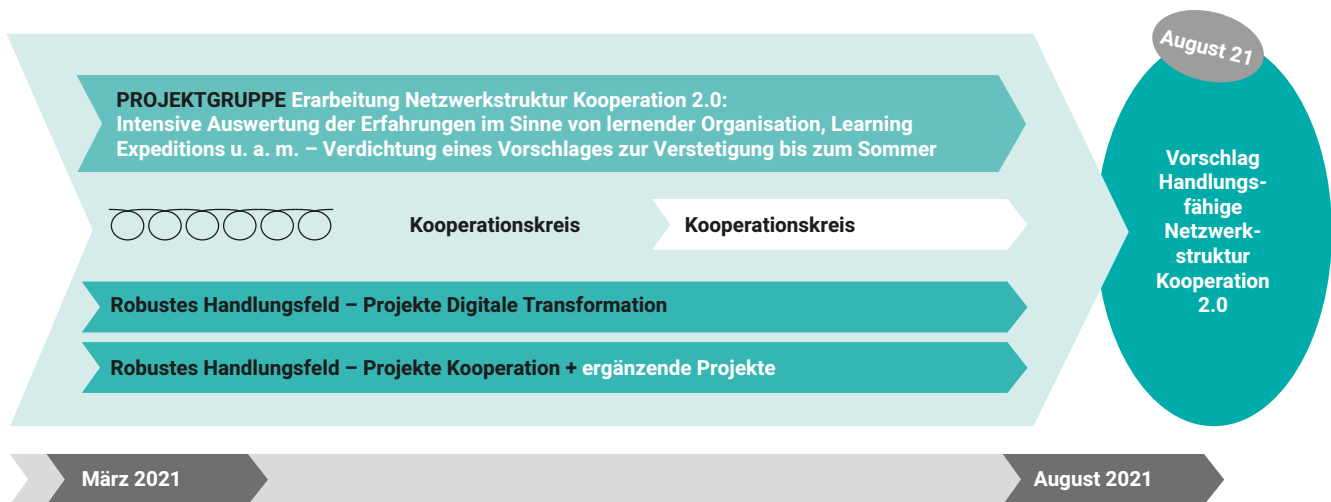 August 21
PROJEKTGRUPPE Erarbeitung Netzwerkstruktur Kooperation 2.0:
Intensive Auswertung der Erfahrungen im Sinne von lernender Organisation, Learning
Expeditions u. a. m. – Verdichtung eines Vorschlages zur Verstetigung bis zum Sommer
Kooperationskreis
Kooperationskreis
Robustes Handlungsfeld – Projekte Digitale Transformation
Robustes Handlungsfeld – Projekte Kooperation + ergänzende Projekte
Vorschlag
Handlungs-
fähige
Netzwerk-
struktur
Kooperation
2.0
März 2021
August 2021